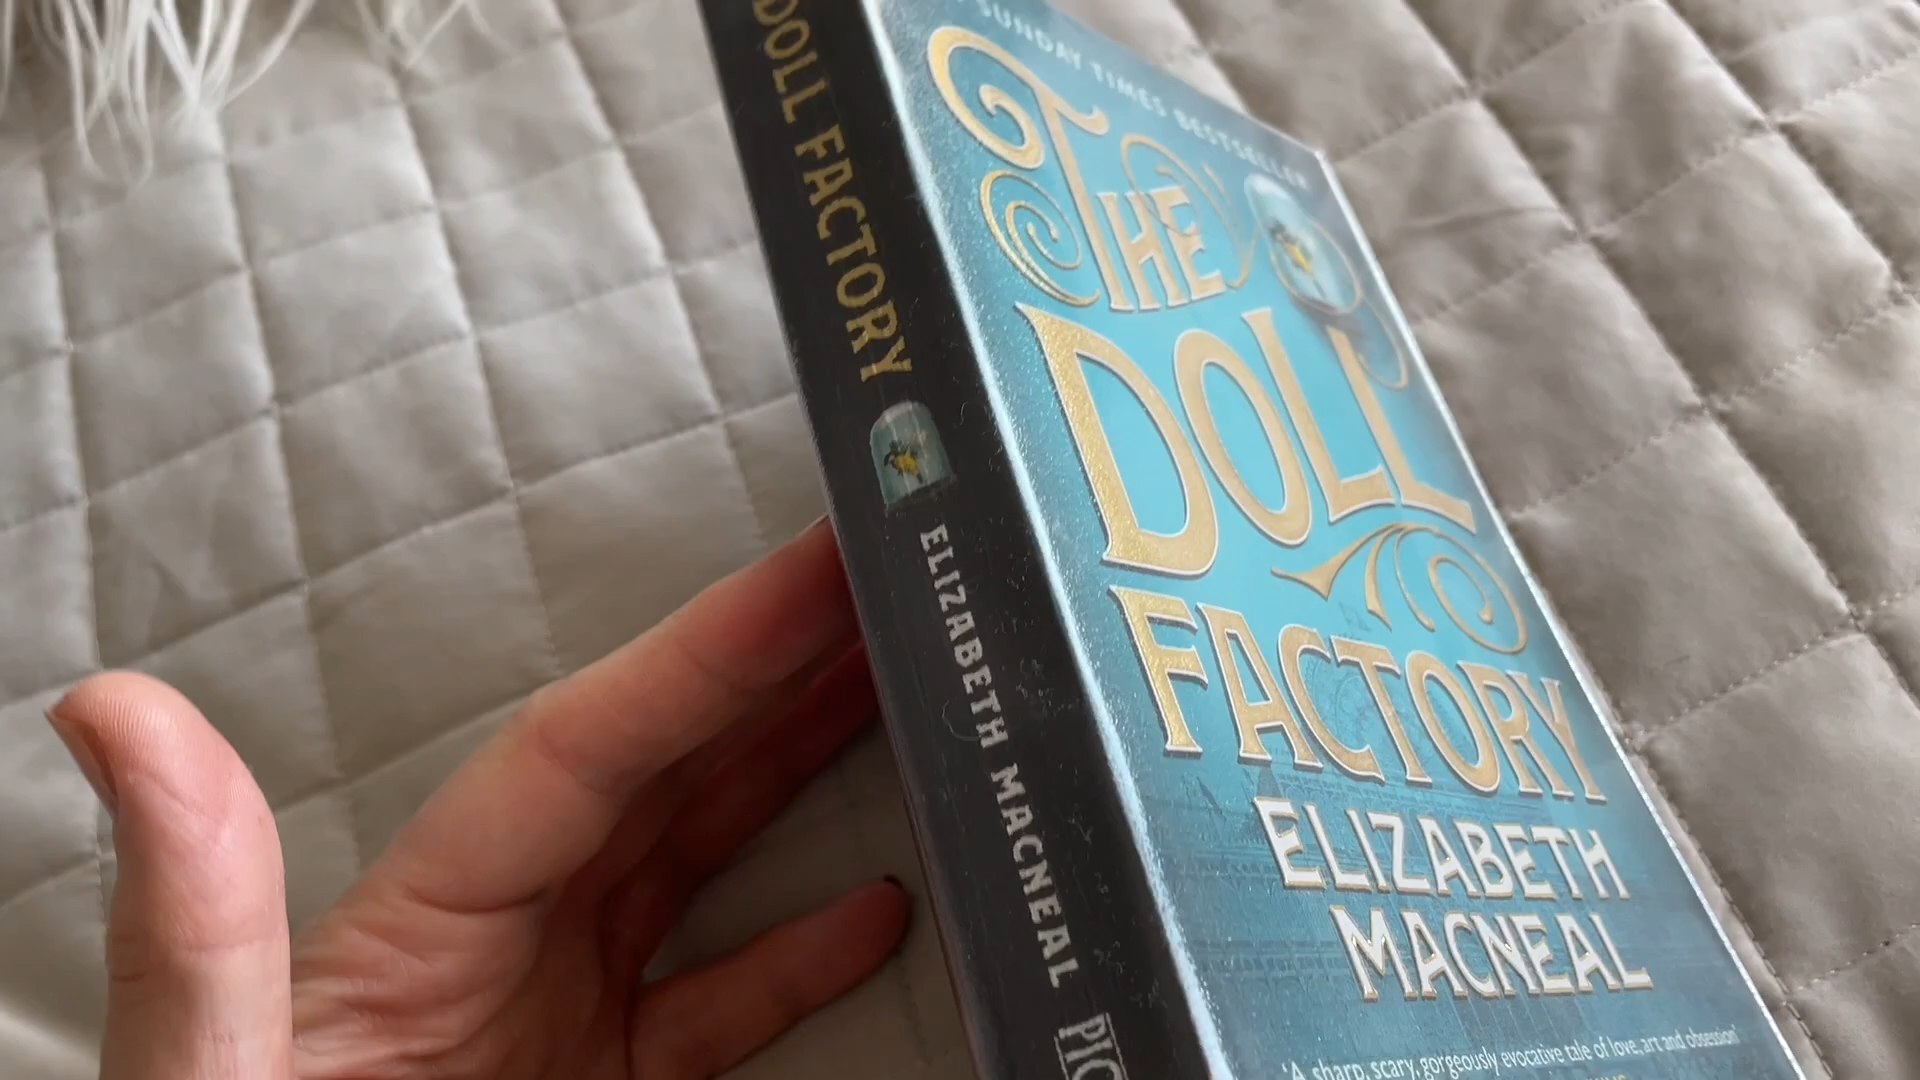 DOLL FACTORY
ELIZABETH MACNEAL
PIC
SUNDAY TIMES BESTSELLER
THE
DOLL
FACTORY
ELIZABETH
MACNEAL
'A sharp, scary, gorgeously evocative tale of love, art and obsession'